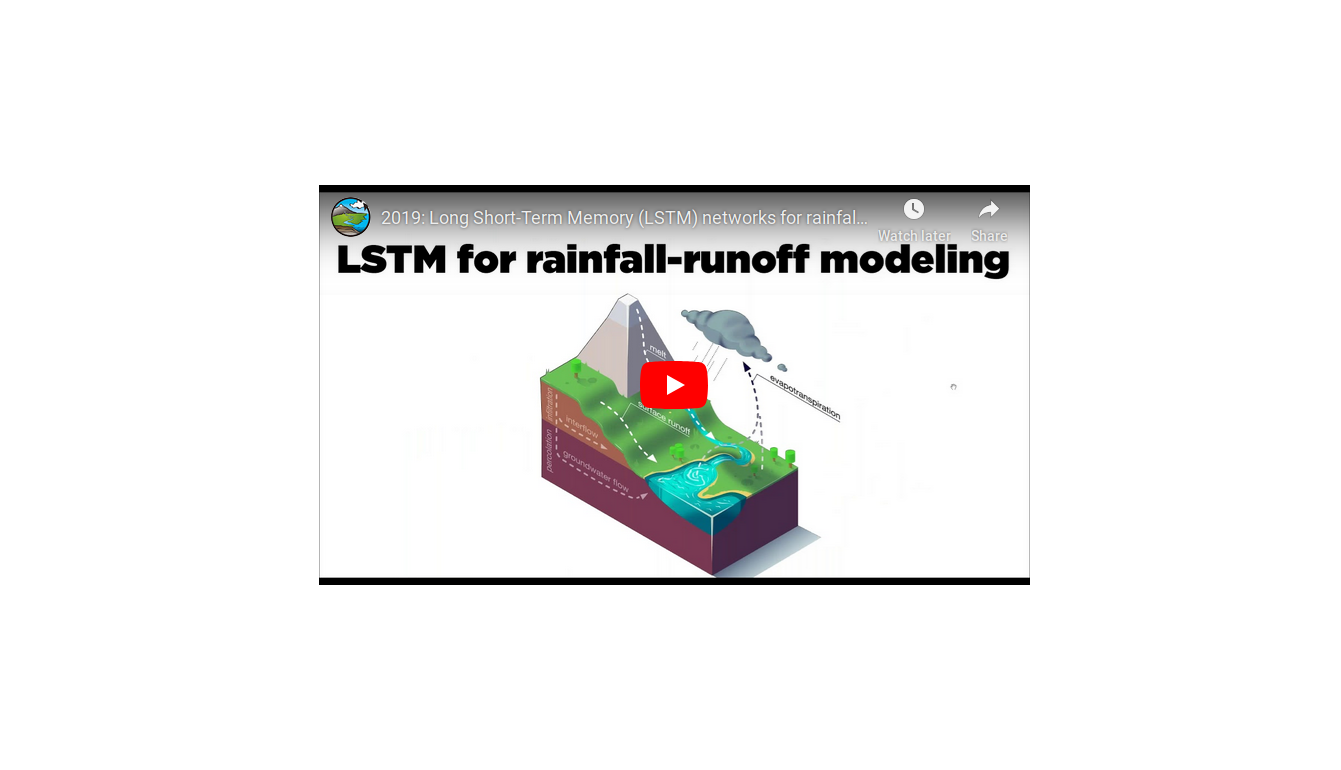 2019: Long Short-Term Memory (LSTM) networks for rainfal...
Watch later
Share
LSTM for rainfall-runoff modeling
melt
evapotranspiration
surface runoff
infiltration
interflow
percolation
groundwater flow